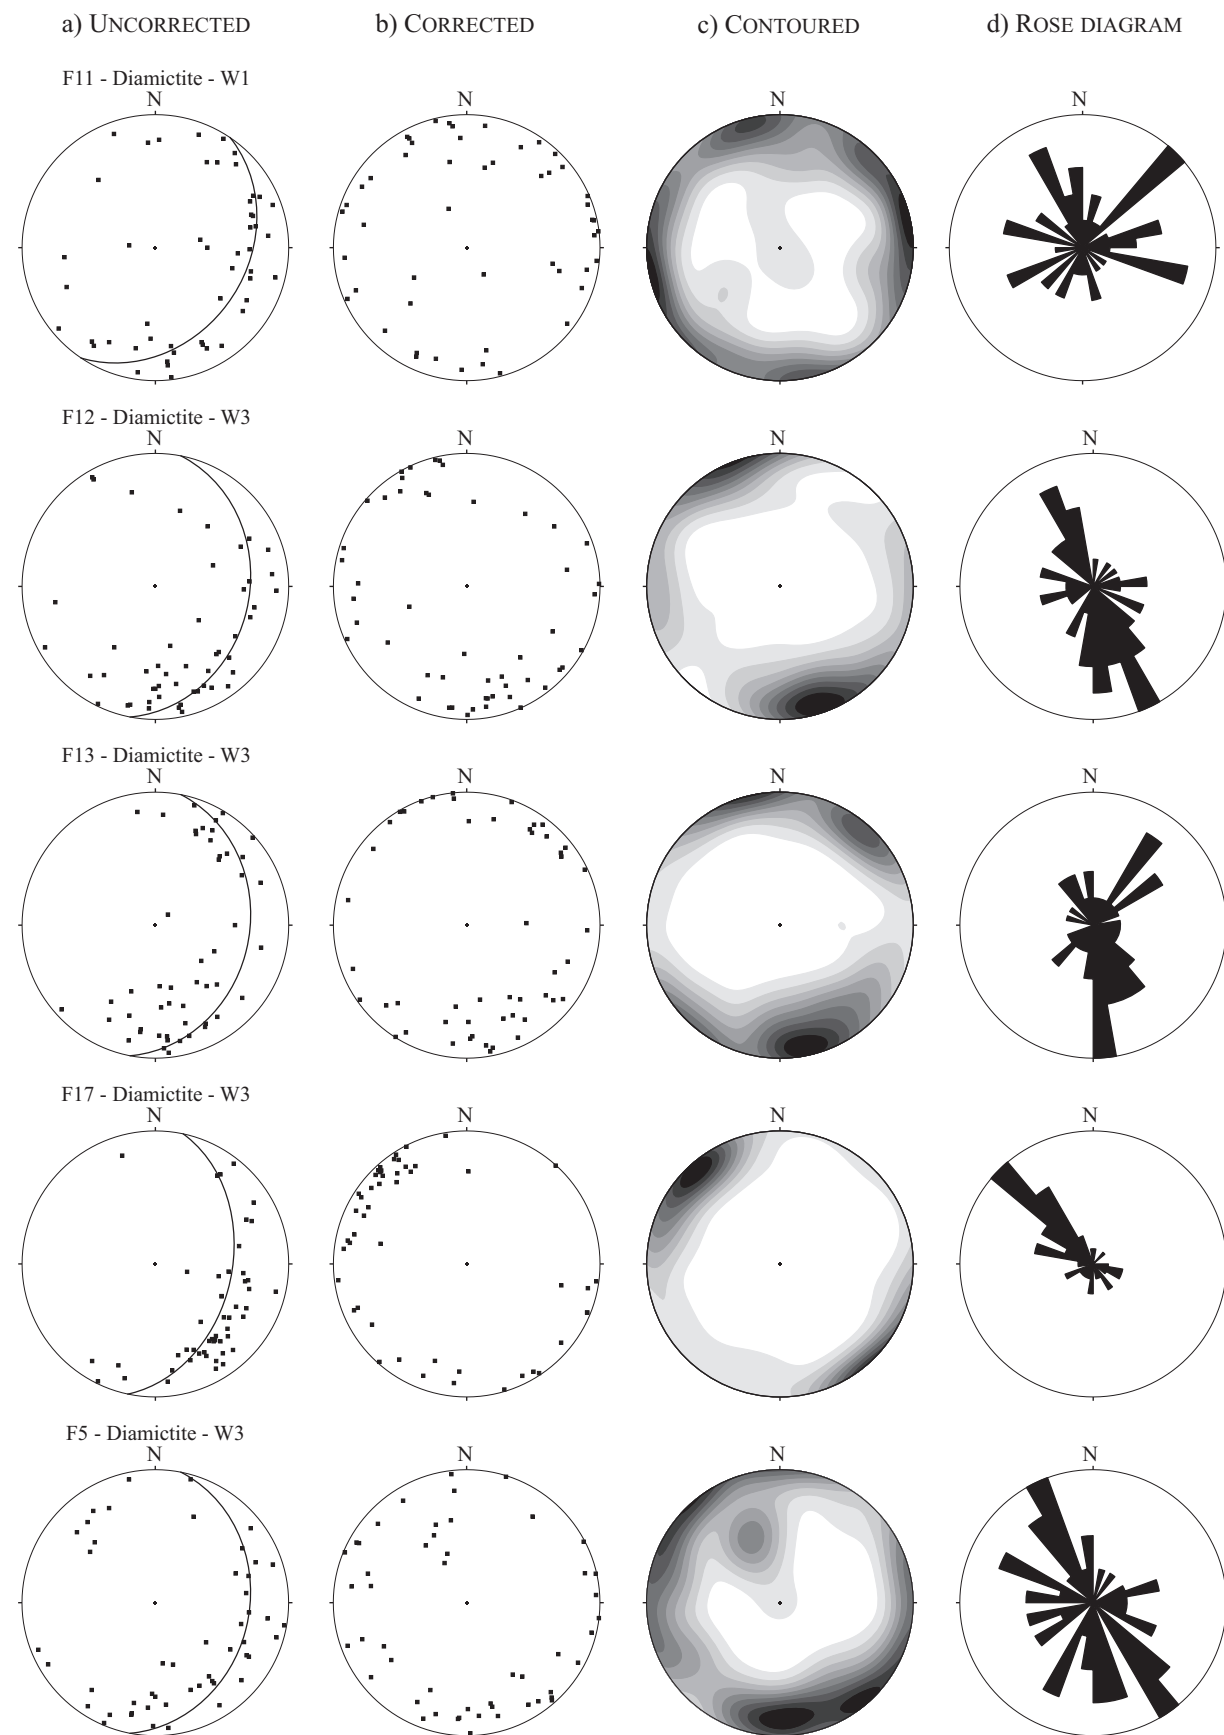 a) UNCORRECTED b) CORRECTED c) CONTOURED d) ROSE DIAGRAM
F11 - Diamictite - W1
N N N N
F12 - Diamictite - W3
N N N N
F13 - Diamictite - W3
N N N N
F17 - Diamictite - W3
N N N N
F5 - Diamictite - W3
N N N N